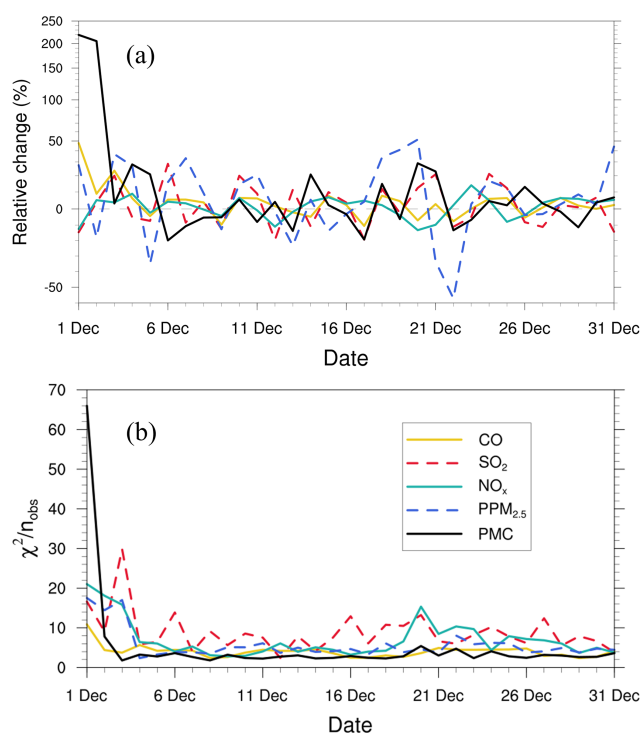 250
200
150
100
50
0
-50
Relative change (%)
(a)
1 Dec 6 Dec 11 Dec 16 Dec 21 Dec 26 Dec 31 Dec
Date
70
60
50
40
30
20
10
0
χ²/nobs
(b)
CO
SO₂
NOₓ
PPM₂.₅
PMC
1 Dec 6 Dec 11 Dec 16 Dec 21 Dec 26 Dec 31 Dec
Date